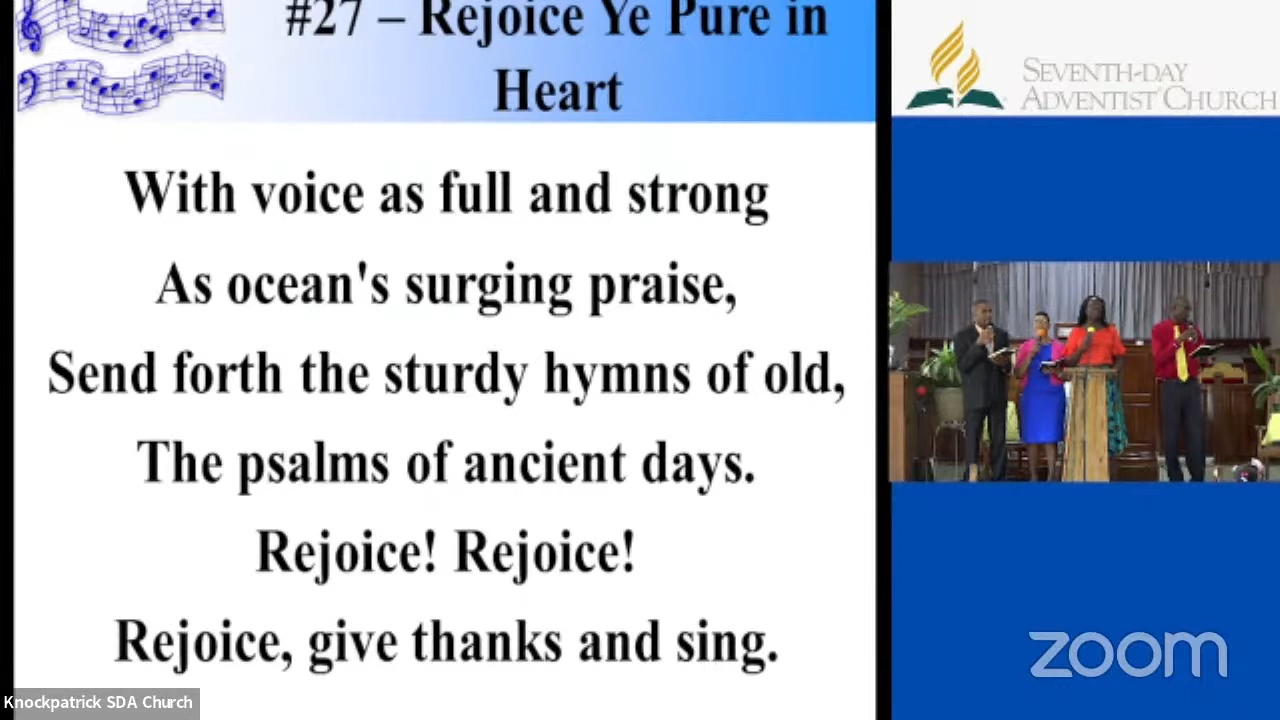 #27 – Rejoice Ye Pure in
Heart
With voice as full and strong
As ocean's surging praise,
Send forth the sturdy hymns of old,
The psalms of ancient days.
Rejoice! Rejoice!
Rejoice, give thanks and sing.
SEVENTH-DAY
ADVENTIST CHURCH
zoom
Knockpatrick SDA Church